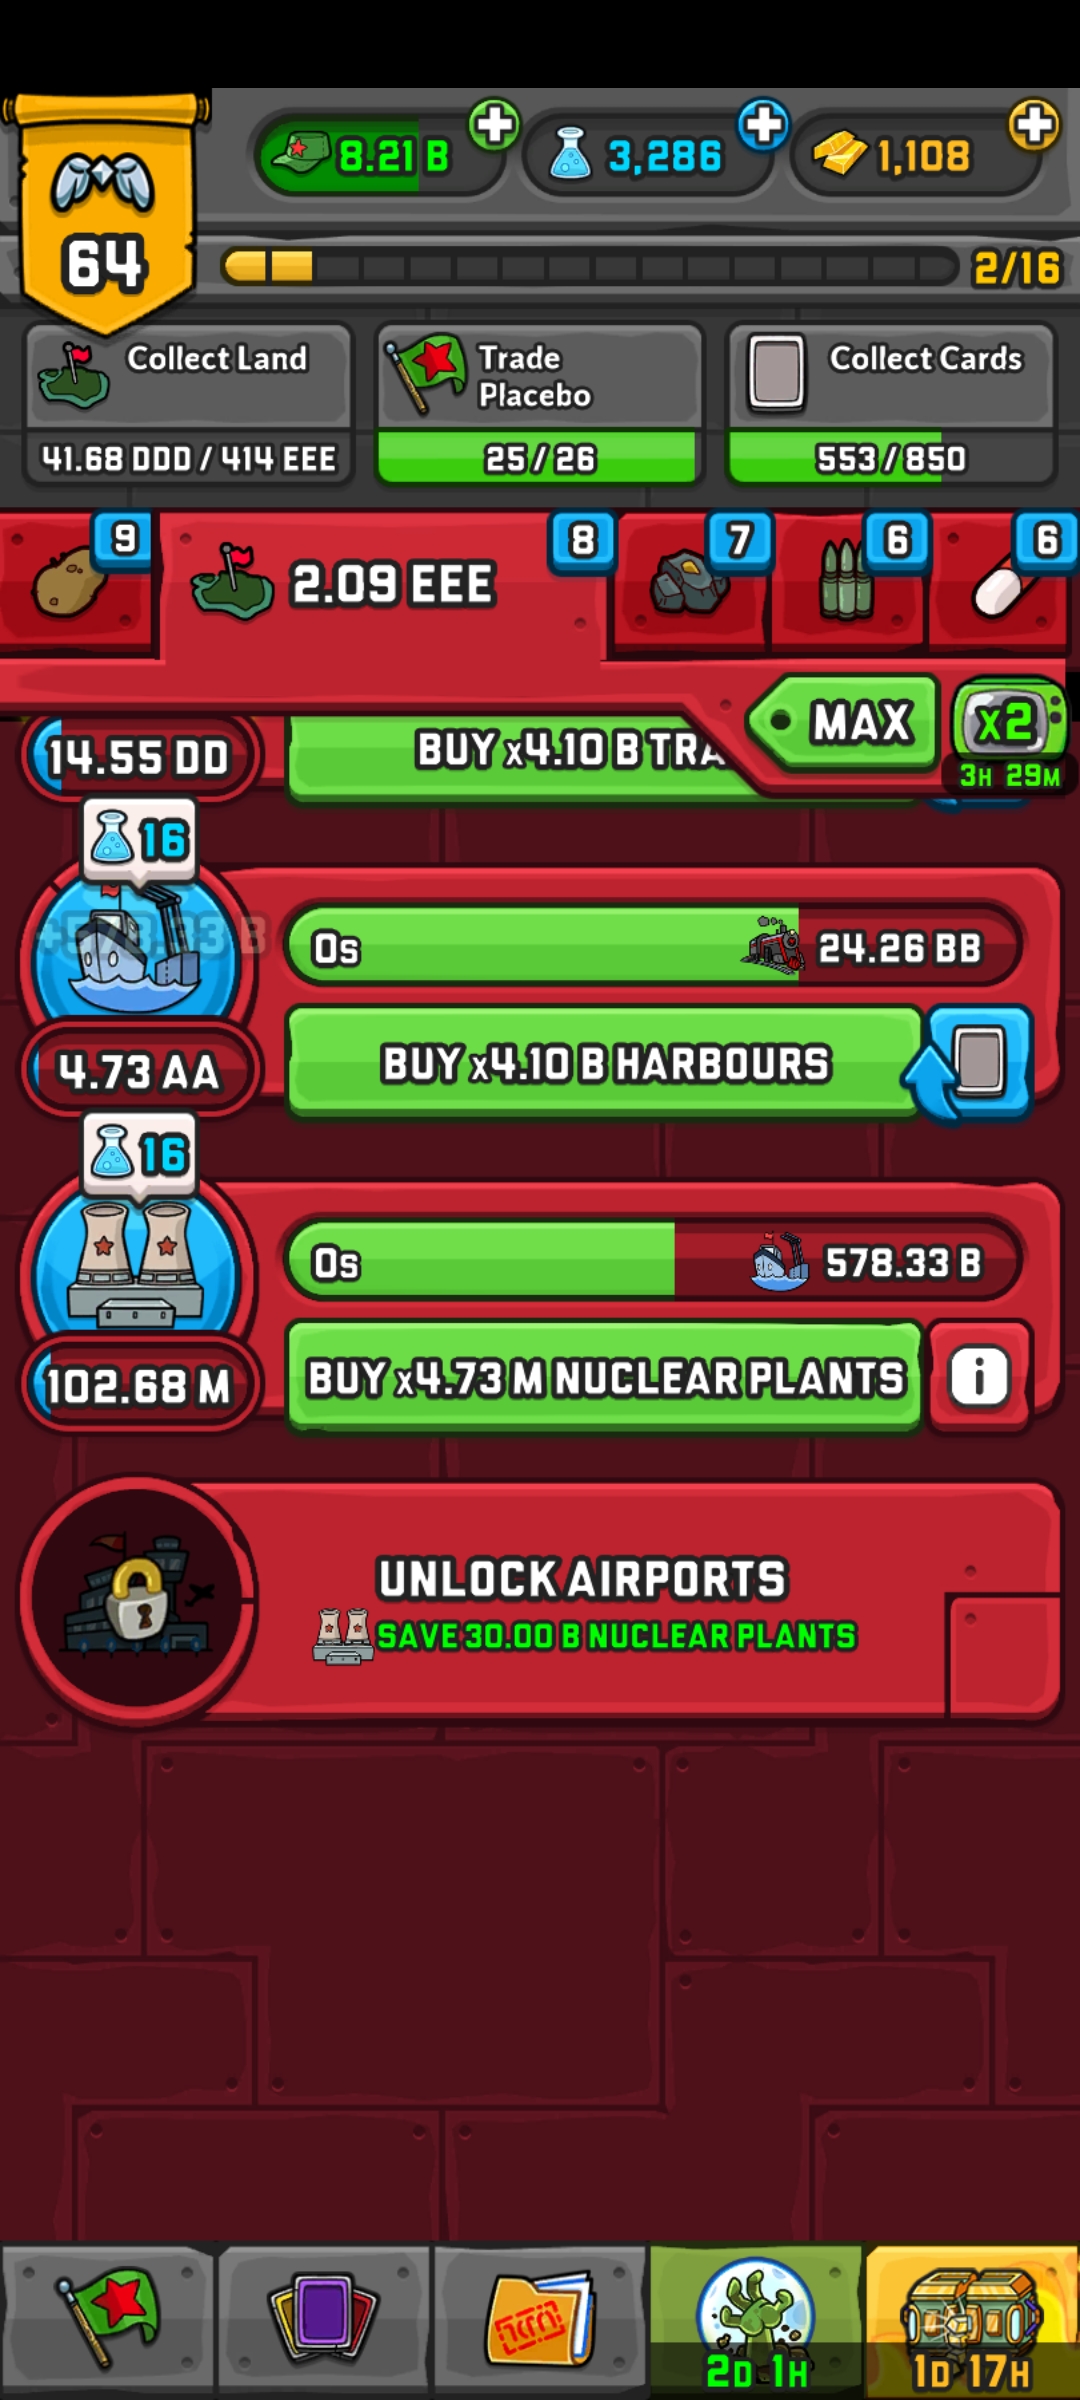 8.21 B
3,286
1,108
64
2/16
Collect Land
41.68 DDD / 414 EEE
Trade
Placebo
25/26
Collect Cards
553/850
9
2.09 EEE
8
7
6
6
MAX
x2
3H 29M
14.55 DD
BUY x4.10 B TRA
16
+578.33 B
0s
24.26 BB
4.73 AA
BUY x4.10 B HARBOURS
16
0s
578.33 B
102.68 M
BUY x4.73 M NUCLEAR PLANTS
i
UNLOCK AIRPORTS
SAVE 30.00 B NUCLEAR PLANTS
2D 1H
1D 17H